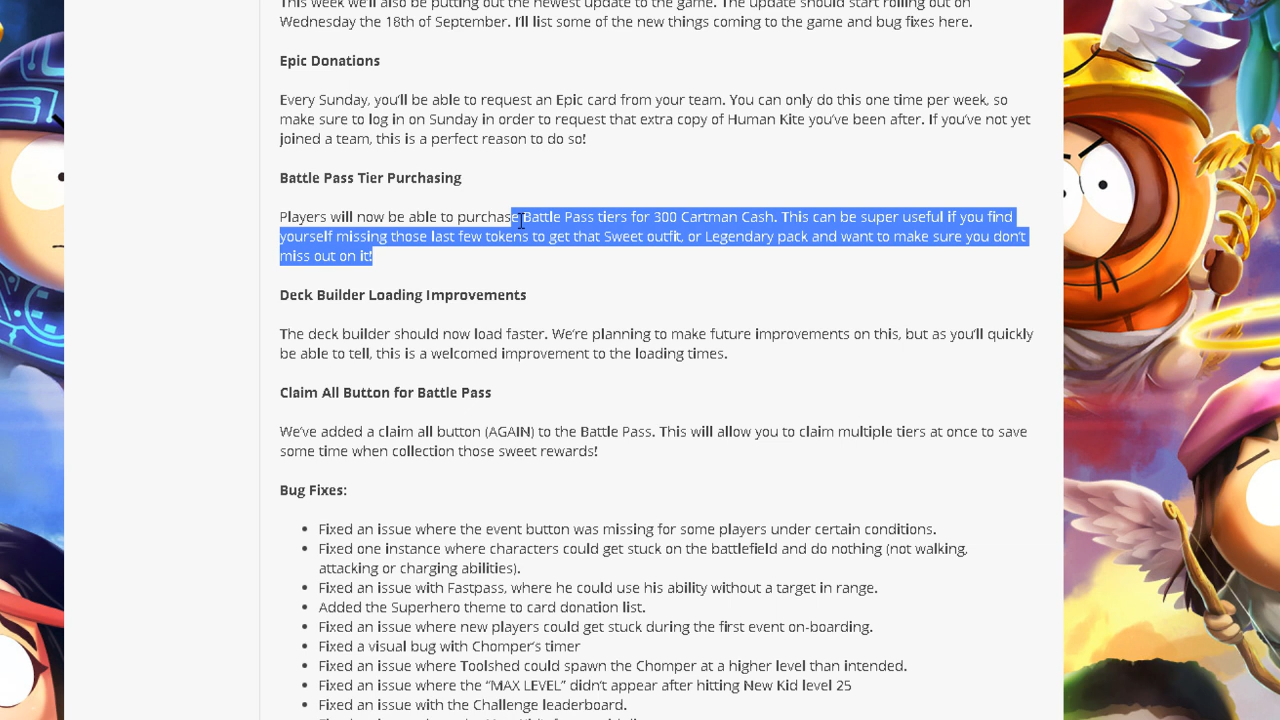 This week we'll also be putting out the newest update to the game. The update should start rolling out on
Wednesday the 18th of September. I'll list some of the new things coming to the game and bug fixes here.
Epic Donations
Every Sunday, you'll be able to request an Epic card from your team. You can only do this one time per week, so
make sure to log in on Sunday in order to request that extra copy of Human Kite you've been after. If you've not yet
joined a team, this is a perfect reason to do so!
Battle Pass Tier Purchasing
Players will now be able to purchase Battle Pass tiers for 300 Cartman Cash. This can be super useful if you find
yourself missing those last few tokens to get that Sweet outfit, or Legendary pack and want to make sure you don't
miss out on it!
Deck Builder Loading Improvements
The deck builder should now load faster. We're planning to make future improvements on this, but as you'll quickly
be able to tell, this is a welcomed improvement to the loading times.
Claim All Button for Battle Pass
We've added a claim all button (AGAIN) to the Battle Pass. This will allow you to claim multiple tiers at once to save
some time when collection those sweet rewards!
Bug Fixes:
• Fixed an issue where the event button was missing for some players under certain conditions.
• Fixed one instance where characters could get stuck on the battlefield and do nothing (not walking,
attacking or charging abilities).
• Fixed an issue with Fastpass, where he could use his ability without a target in range.
• Added the Superhero theme to card donation list.
• Fixed an issue where new players could get stuck during the first event on-boarding.
• Fixed a visual bug with Chomper's timer
• Fixed an issue where Toolshed could spawn the Chomper at a higher level than intended.
• Fixed an issue where the “MAX LEVEL” didn't appear after hitting New Kid level 25
• Fixed an issue with the Challenge leaderboard.